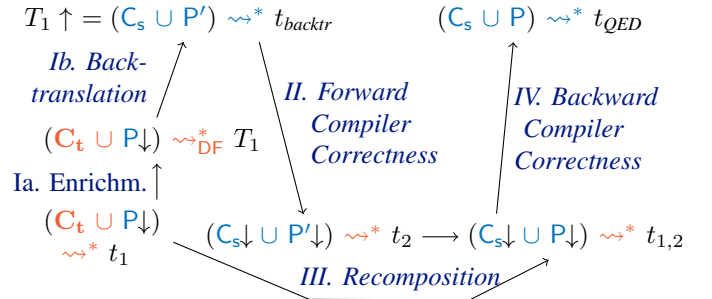 T₁ ↑ = (Cₛ ∪ P′) ⇝* t_backtr
(Cₛ ∪ P) ⇝* t_QED
Ib. Back-
translation
II. Forward
Compiler
Correctness
IV. Backward
Compiler
Correctness
(Cₜ ∪ P↓) ⇝*_DF T₁
Ia. Enrichm.
(Cₜ ∪ P↓)
⇝* t₁
(Cₛ↓ ∪ P′↓) ⇝* t₂ ⟶ (Cₛ↓ ∪ P↓) ⇝* t₁,₂
III. Recomposition